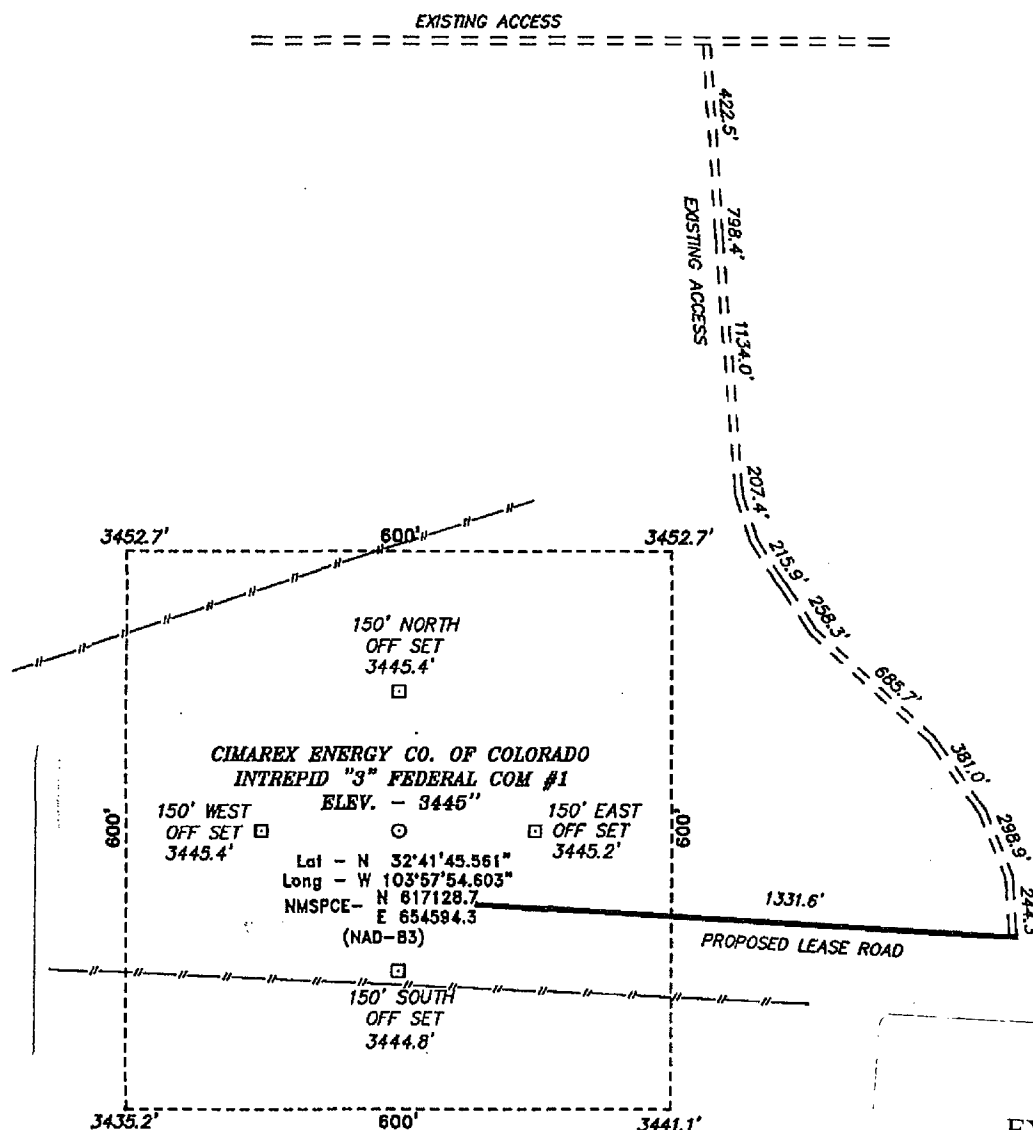 EXISTING ACCESS
422.5'
798.4'
EXISTING ACCESS
1134.0'
207.4'
215.9'
258.3'
685.7'
381.0'
298.9'
244.3
3452.7'
600'
3452.7'
150' NORTH
OFF SET
3445.4'
CIMAREX ENERGY CO. OF COLORADO
INTREPID "3" FEDERAL COM #1
ELEV. - 3445"
600'
150' WEST
OFF SET
3445.4'
150' EAST
OFF SET
3445.2'
600'
Lat - N 32°41'45.561"
Long - W 103°57'54.603"
NMSPCE- N 617128.7
E 654594.3
(NAD-83)
1331.6'
PROPOSED LEASE ROAD
150' SOUTH
OFF SET
3444.8'
3435.2'
600'
3441.1'